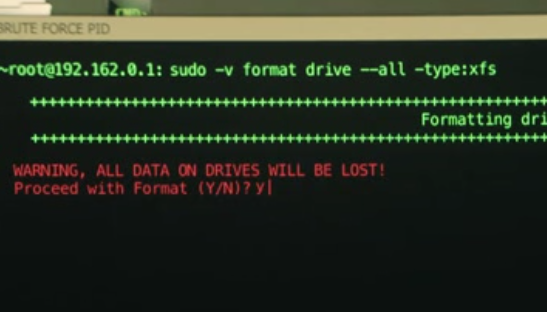 BRUTE FORCE PID
~root@192.162.0.1: sudo -v format drive --all -type:xfs
++++++++++++++++++++++++++++++++++++++++++++++++++++++++
Formatting dri
++++++++++++++++++++++++++++++++++++++++++++++++++++++++
WARNING, ALL DATA ON DRIVES WILL BE LOST!
Proceed with Format (Y/N)? y